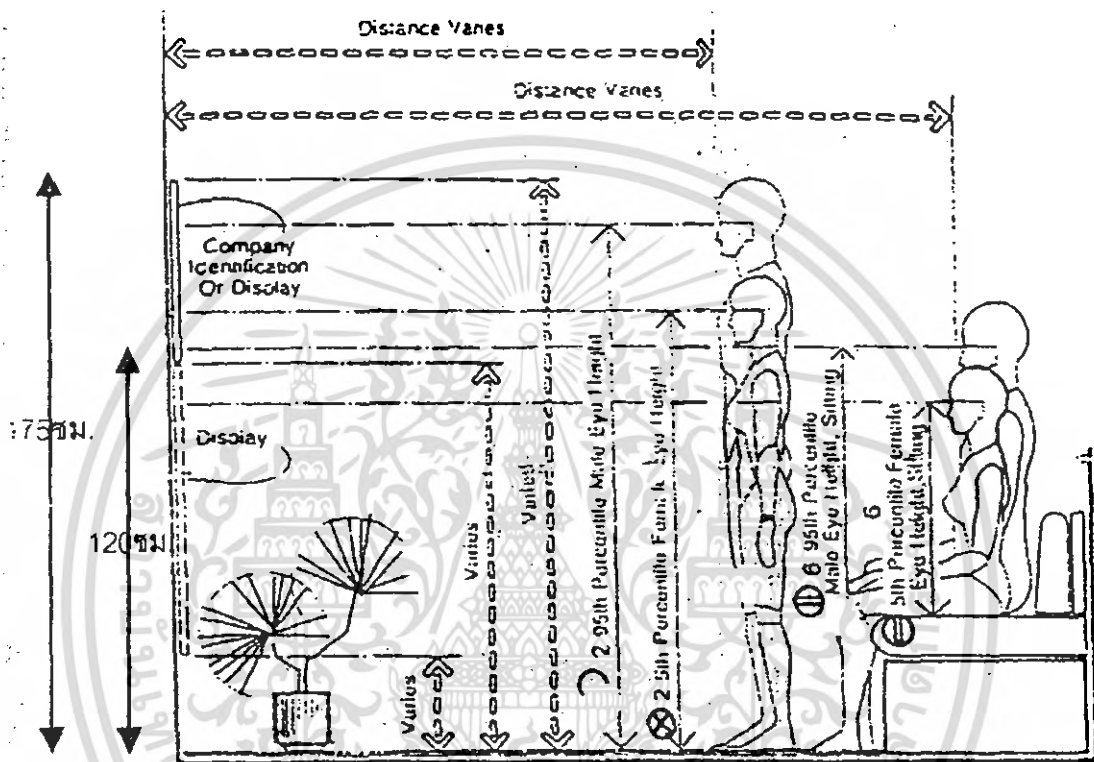 Distance Varies
Distance Varies
Company
Identification
Or Display
Display
175ซม.
120ซม.
Varies
Varies
Varies
2 95th Percentile Male Eye Height
2 5th Percentile Female Eye Height
6 95th Percentile
Male Eye Height, Sitting
6
5th Percentile Female
Eye Height, Sitting